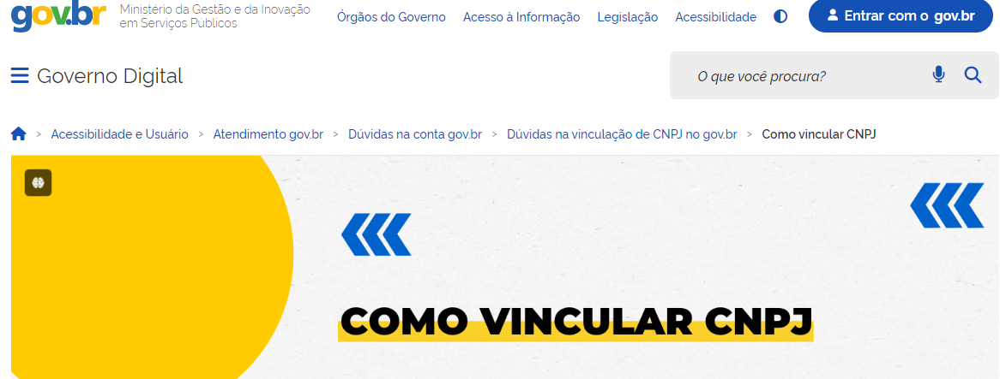 gov.br
Ministério da Gestão e da Inovação
em Serviços Públicos
Órgãos do Governo Acesso à Informação Legislação Acessibilidade
Entrar com o gov.br
Governo Digital
O que você procura?
> Acessibilidade e Usuário > Atendimento gov.br > Dúvidas na conta gov.br > Dúvidas na vinculação de CNPJ no gov.br > Como vincular CNPJ
COMO VINCULAR CNPJ